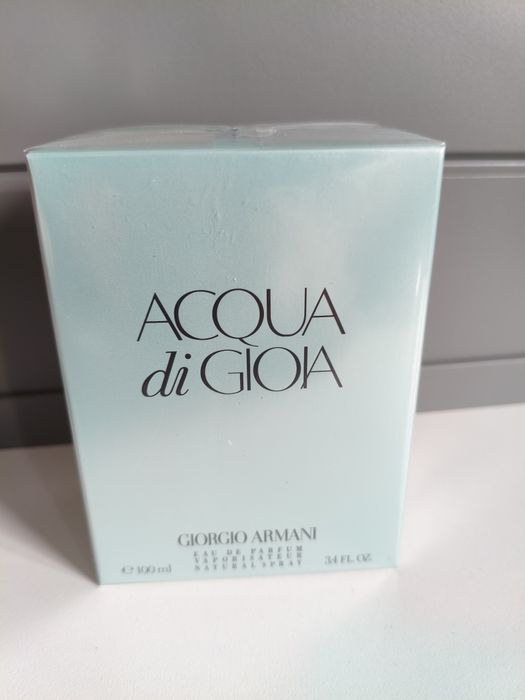 ACQUA
di GIOIA
GIORGIO ARMANI
EAU DE PARFUM
VAPORISATEUR
NATURAL SPRAY
e 100 ml
3.4 FL. OZ.